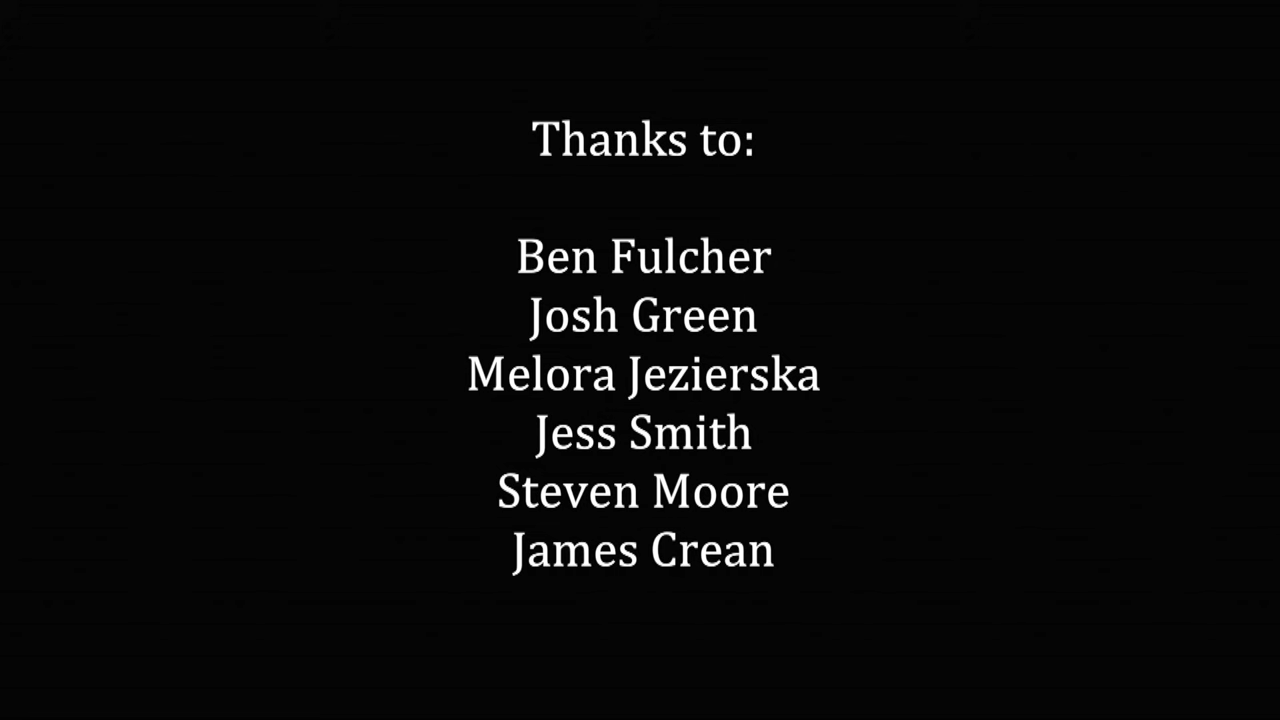 Thanks to:
Ben Fulcher
Josh Green
Melora Jezierska
Jess Smith
Steven Moore
James Crean